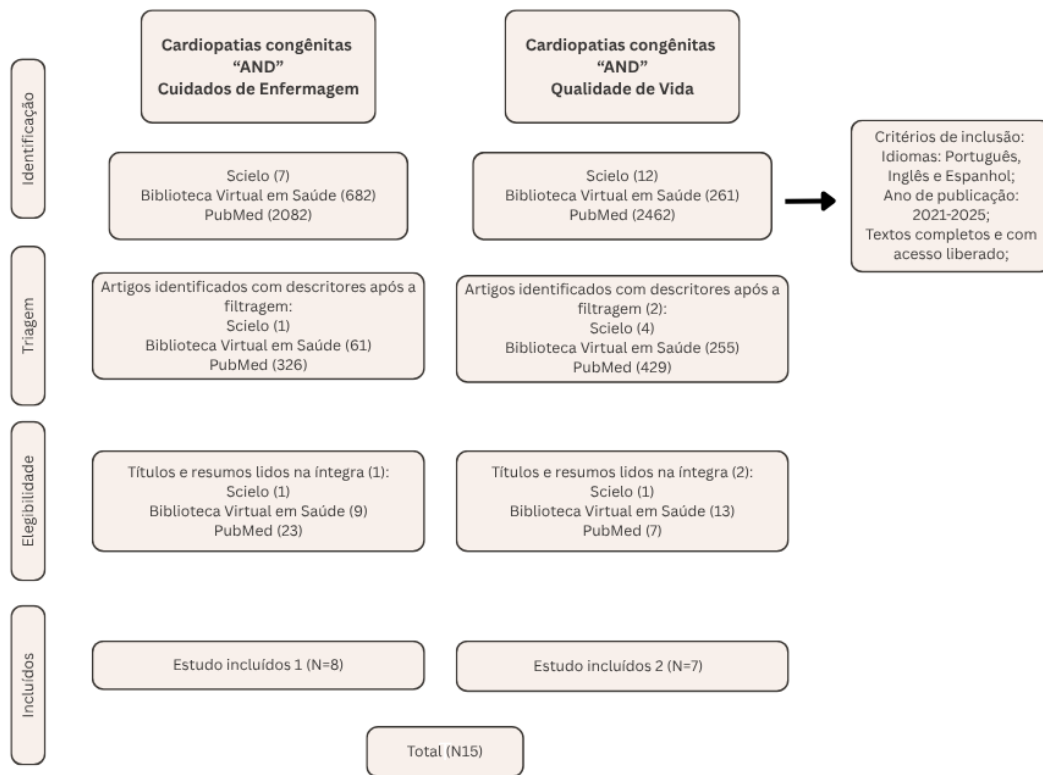 Identificação
Cardiopatias congênitas
“AND”
Cuidados de Enfermagem
Cardiopatias congênitas
“AND”
Qualidade de Vida
Scielo (7)
Biblioteca Virtual em Saúde (682)
PubMed (2082)
Scielo (12)
Biblioteca Virtual em Saúde (261)
PubMed (2462)
Critérios de inclusão:
Idiomas: Português,
Inglês e Espanhol;
Ano de publicação:
2021-2025;
Textos completos e com
acesso liberado;
Triagem
Artigos identificados com descritores após a
filtragem:
Scielo (1)
Biblioteca Virtual em Saúde (61)
PubMed (326)
Artigos identificados com descritores após a
filtragem (2):
Scielo (4)
Biblioteca Virtual em Saúde (255)
PubMed (429)
Elegibilidade
Títulos e resumos lidos na íntegra (1):
Scielo (1)
Biblioteca Virtual em Saúde (9)
PubMed (23)
Títulos e resumos lidos na íntegra (2):
Scielo (1)
Biblioteca Virtual em Saúde (13)
PubMed (7)
Incluídos
Estudo incluídos 1 (N=8)
Estudo incluídos 2 (N=7)
Total (N15)